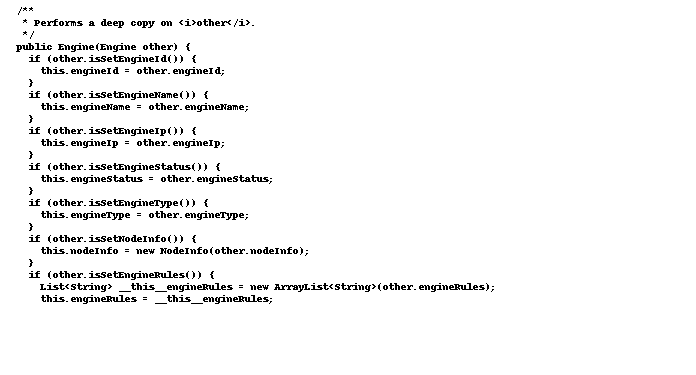 /**
 * Performs a deep copy on <i>other</i>.
 */
public Engine(Engine other) {
  if (other.isSetEngineId()) {
    this.engineId = other.engineId;
  }
  if (other.isSetEngineName()) {
    this.engineName = other.engineName;
  }
  if (other.isSetEngineIp()) {
    this.engineIp = other.engineIp;
  }
  if (other.isSetEngineStatus()) {
    this.engineStatus = other.engineStatus;
  }
  if (other.isSetEngineType()) {
    this.engineType = other.engineType;
  }
  if (other.isSetNodeInfo()) {
    this.nodeInfo = new NodeInfo(other.nodeInfo);
  }
  if (other.isSetEngineRules()) {
    List<String> __this__engineRules = new ArrayList<String>(other.engineRules);
    this.engineRules = __this__engineRules;